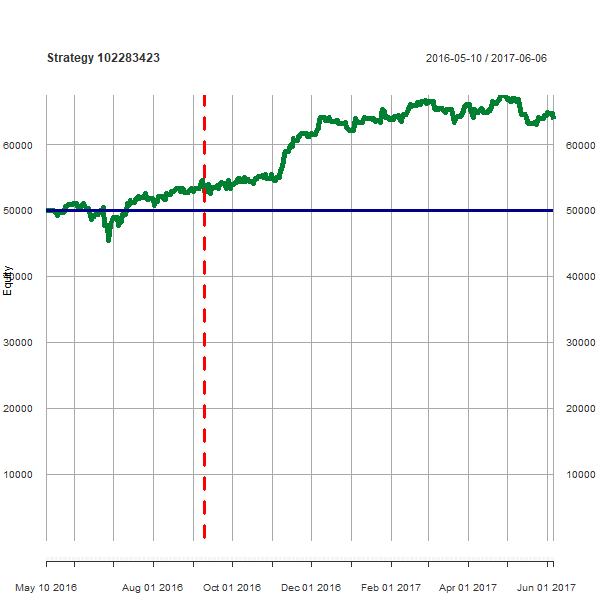 Strategy 102283423
2016-05-10 / 2017-06-06
60000
60000
50000
50000
Equity
40000
40000
30000
30000
20000
20000
10000
10000
May 10 2016
Aug 01 2016
Oct 01 2016
Dec 01 2016
Feb 01 2017
Apr 01 2017
Jun 01 2017